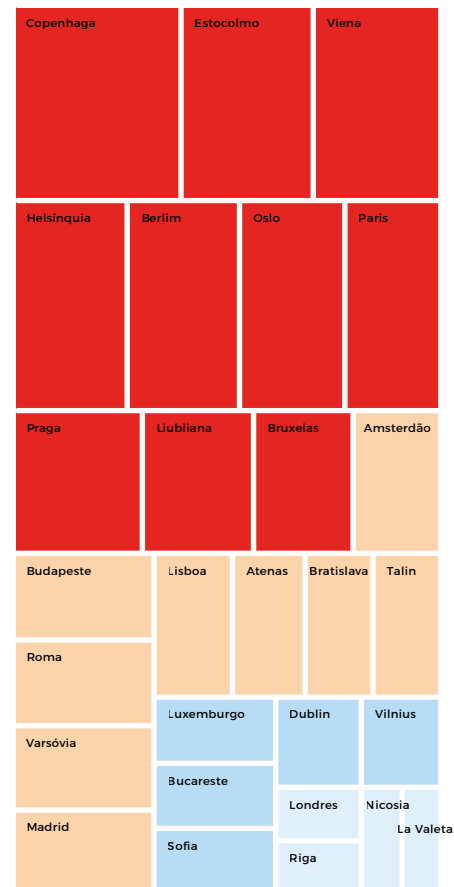 Copenhaga
Estocolmo
Viena
Helsínquia
Berlim
Oslo
Paris
Praga
Liubliana
Bruxelas
Amsterdão
Budapeste
Lisboa
Atenas
Bratislava
Talin
Roma
Varsóvia
Madrid
Luxemburgo
Dublin
Vilnius
Bucareste
Sofia
Londres
Nicosia
La Valeta
Riga